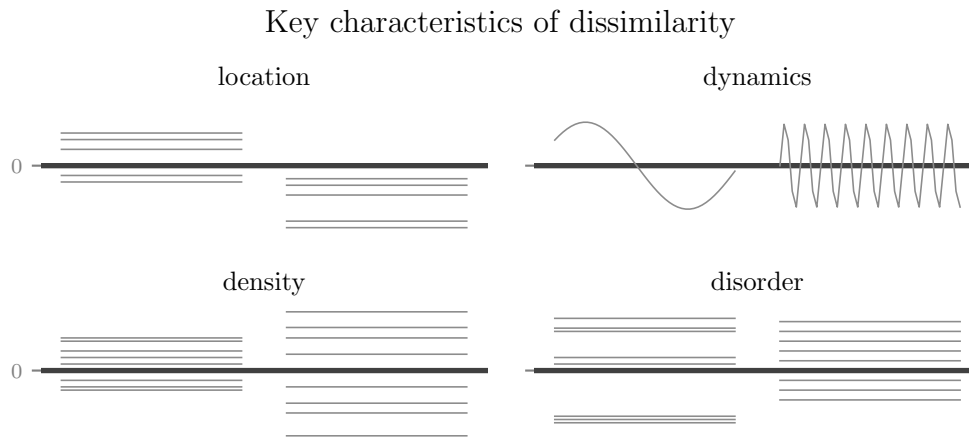 Key characteristics of dissimilarity
location
dynamics
0
density
disorder
0